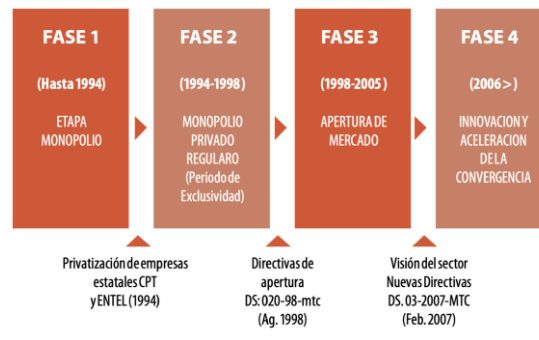 FASE 1
(Hasta 1994)
ETAPA
MONOPOLIO
FASE 2
(1994-1998)
MONOPOLIO
PRIVADO
REGULARO
(Periodo de
Exclusividad)
FASE 3
(1998-2005)
APERTURA DE
MERCADO
FASE 4
(2006>)
INNOVACION Y
ACELERACION
DE LA
CONVERGENCIA
Privatización de empresas
estatales CPT
y ENTEL (1994)
Directivas de
apertura
DS: 020-98-mtc
(Ag. 1998)
Visión del sector
Nuevas Directivas
DS. 03-2007-MTC
(Feb. 2007)